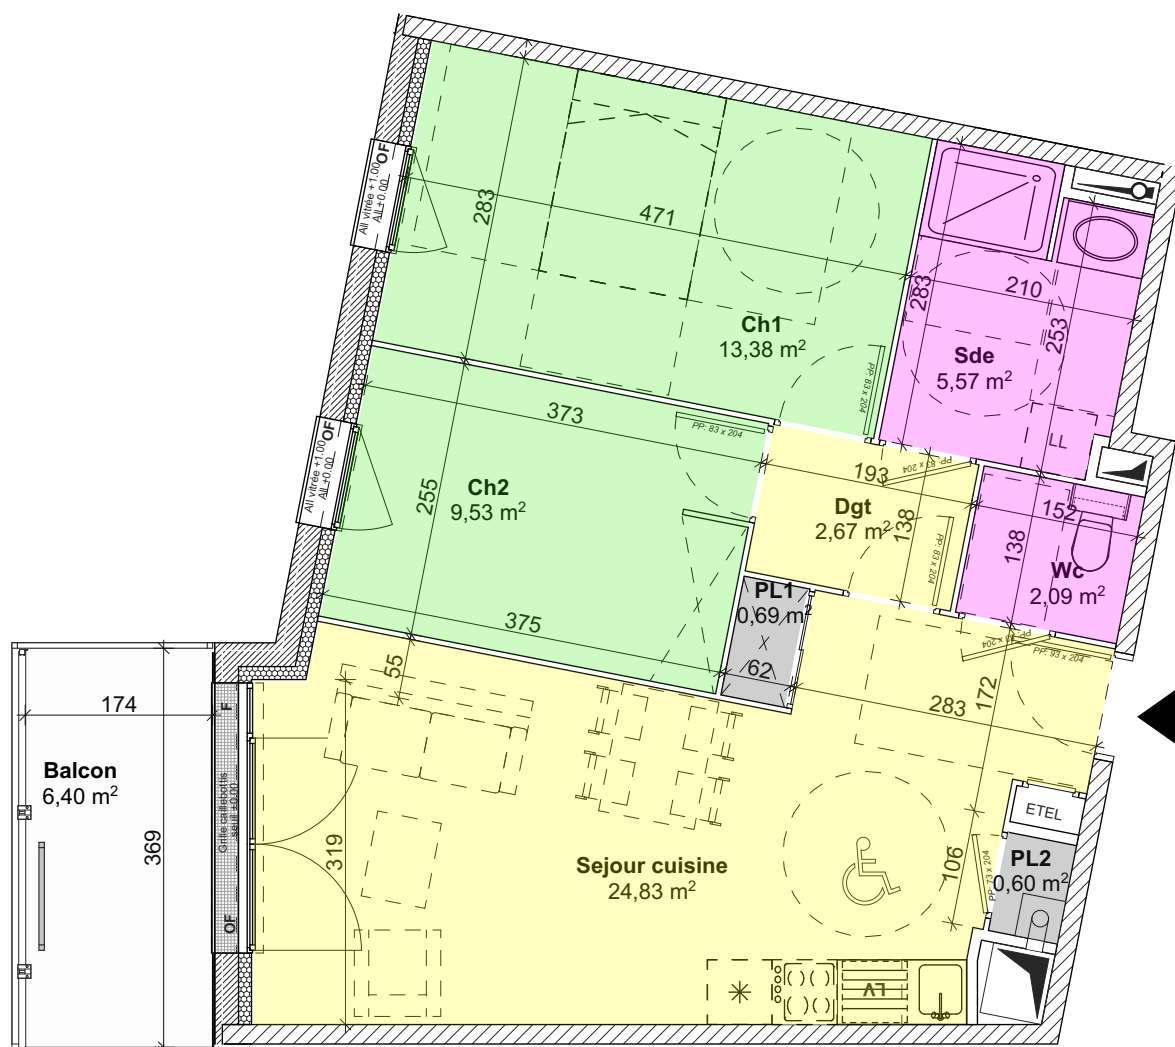 All vitrée +1.00
All ±0.00
OF
283
471
Ch1
13,38 m²
283
210
253
Sde
5,57 m²
PP: 83 x 204
LL
All vitrée +1.00
All ±0.00
OF
373
PP: 83 x 204
255
Ch2
9,53 m²
193
PP: 83 x 204
Dgt
2,67 m²
138
PP: 83 x 204
152
138
Wc
2,09 m²
PL1
0,69 m²
375
62
55
PP: 93 x 204
283
172
174
Balcon
6,40 m²
369
F
Grille caillebottis
seuil ±0.00
OF
319
Sejour cuisine
24,83 m²
ETEL
106
PP: 73 x 204
PL2
0,60 m²
LV